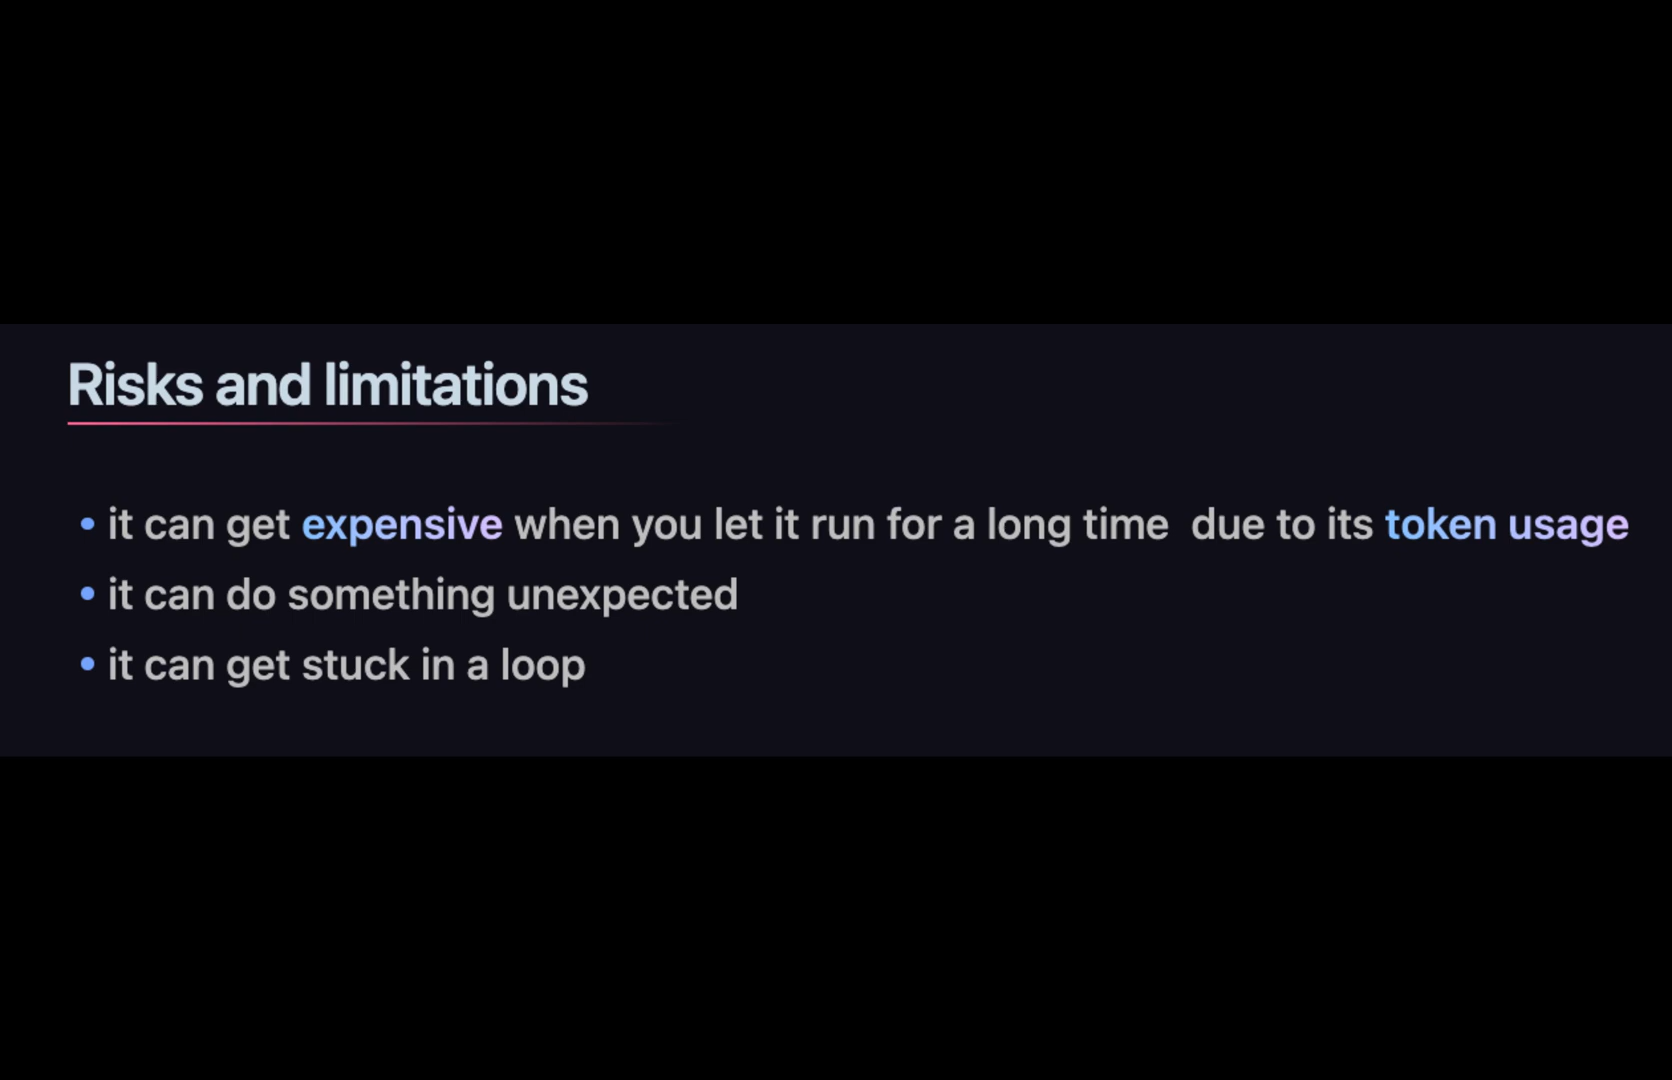 Risks and limitations
• it can get expensive when you let it run for a long time  due to its token usage
• it can do something unexpected
• it can get stuck in a loop